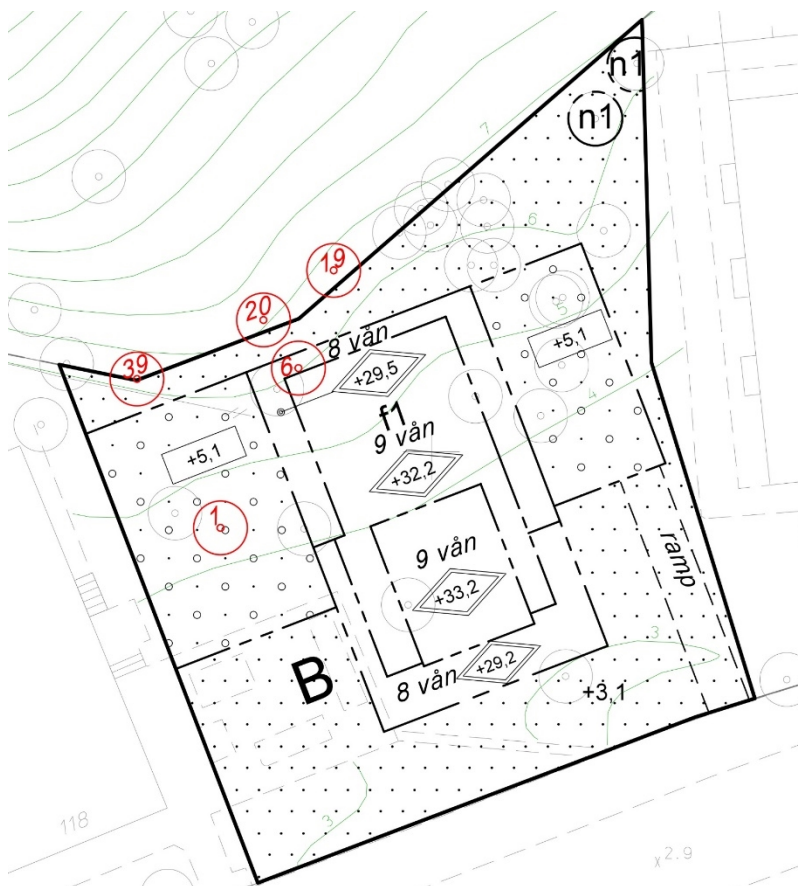 n1
n1
7
6
19
20
8 vån
39
6
+29,5
5
+5,1
4
f1
9 vån
+5,1
+32,2
1
9 vån
ramp
+33,2
3
+29,2
8 vån
B
+3,1
118
3
x 2.9